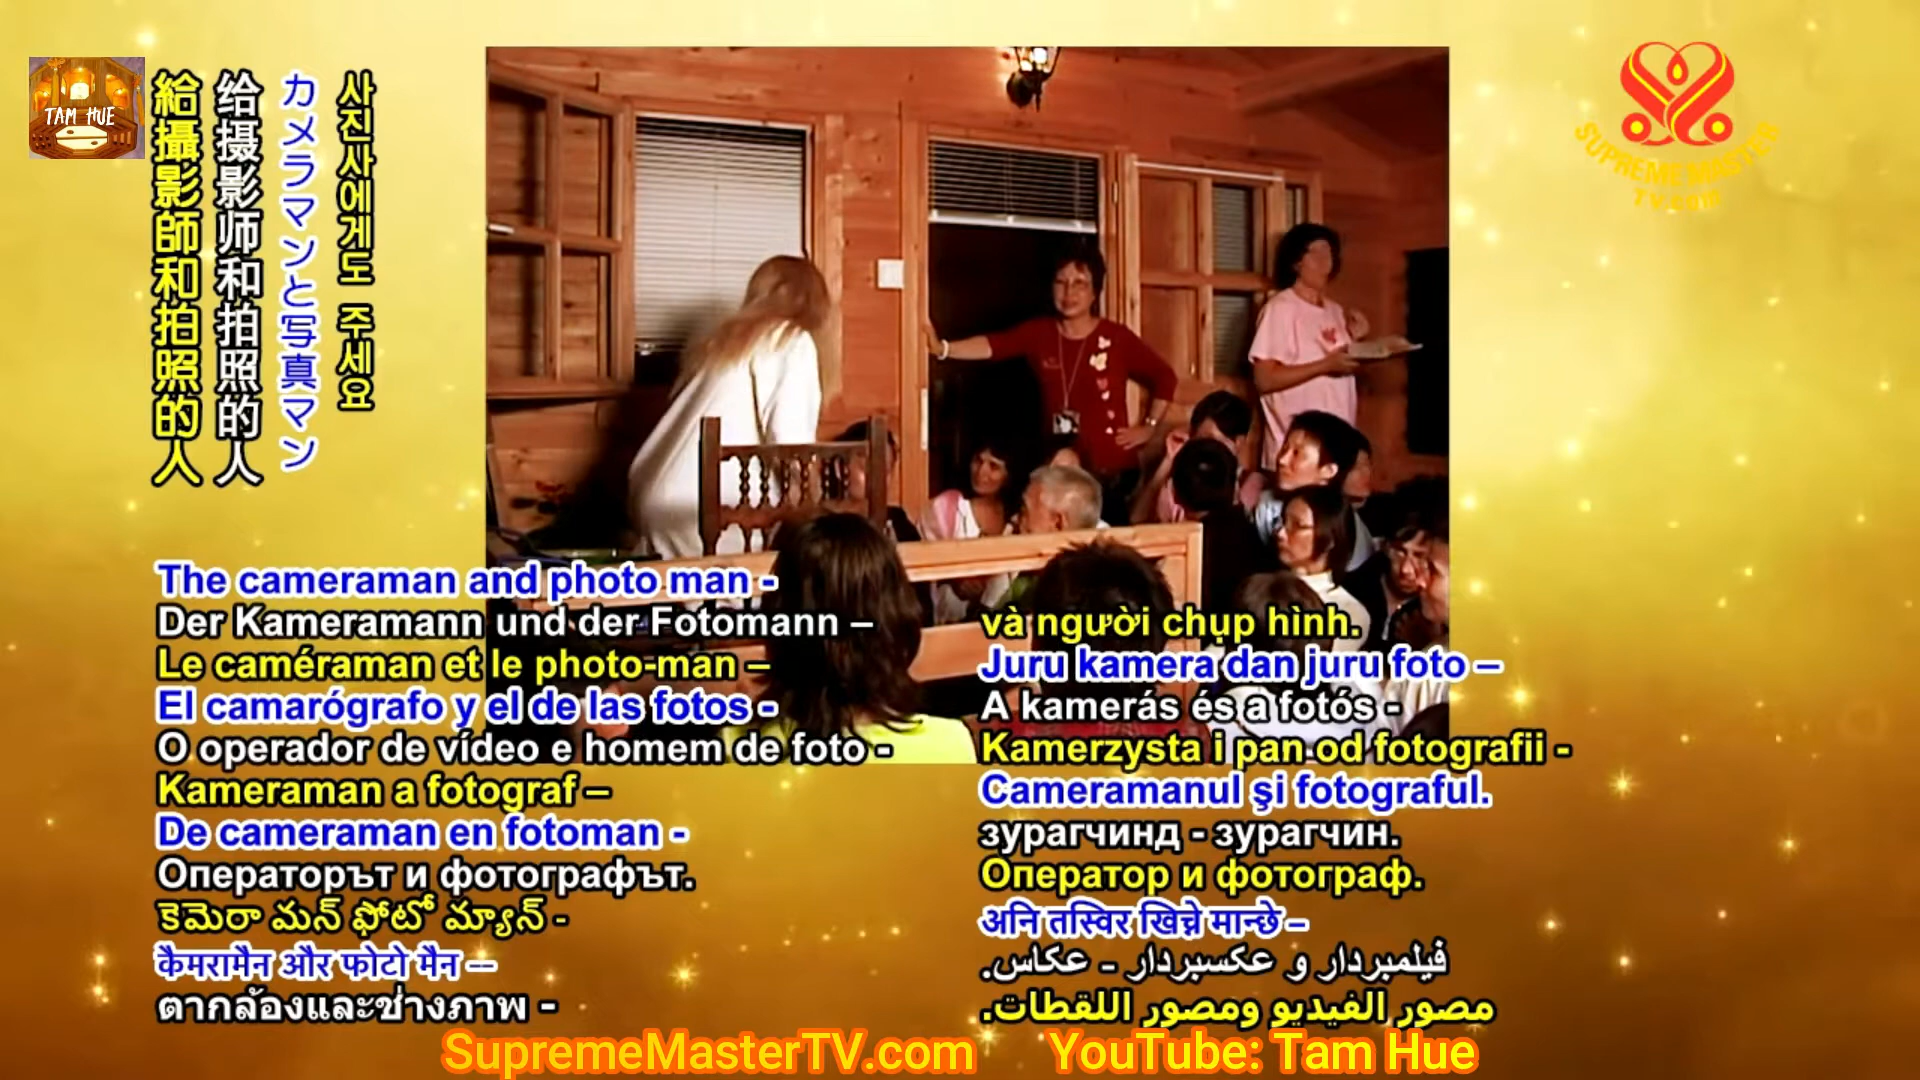 TAM HUE
給攝影師和拍照的人
给摄影师和拍照的人
カメラマンと写真マン
사진사에게도 주세요
SUPREME MASTER
TV.COM
The cameraman and photo man -
Der Kameramann und der Fotomann –
Le caméraman et le photo-man –
El camarógrafo y el de las fotos -
O operador de vídeo e homem de foto -
Kameraman a fotograf –
De cameraman en fotoman -
Операторът и фотографът.
కెమెరా మన్ ఫోటో మ్యాన్ -
कैमरामैन और फोटो मैन --
ตากล้องและช่างภาพ -
và người chụp hình.
Juru kamera dan juru foto –
A kamerás és a fotós -
Kamerzysta i pan od fotografii -
Cameramanul şi fotograful.
зурагчинд - зурагчин.
Оператор и фотограф.
अनि तस्विर खिच्ने मान्छे –
فیلمبردار و عکسبردار - عکاس.
مصور الفيديو ومصور اللقطات.
SupremeMasterTV.com YouTube: Tam Hue